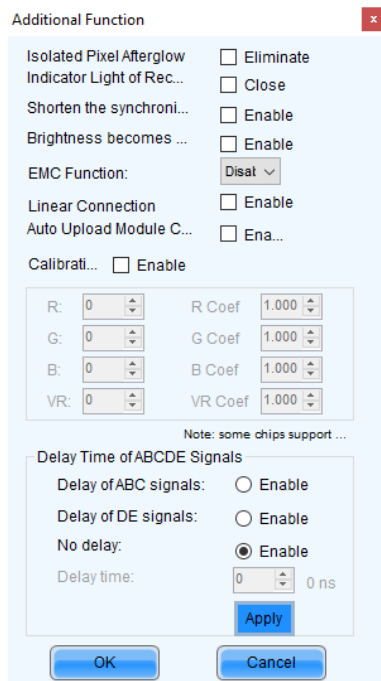 Additional Function x
Isolated Pixel Afterglow Eliminate
Indicator Light of Rec... Close
Shorten the synchroni... Enable
Brightness becomes ... Enable
EMC Function: Disat
Linear Connection Enable
Auto Upload Module C... Ena...
Calibrati... Enable
R: 0 R Coef 1.000
G: 0 G Coef 1.000
B: 0 B Coef 1.000
VR: 0 VR Coef 1.000
Note: some chips support ...
Delay Time of ABCDE Signals
Delay of ABC signals: Enable
Delay of DE signals: Enable
No delay: Enable
Delay time: 0 0 ns
Apply
OK Cancel